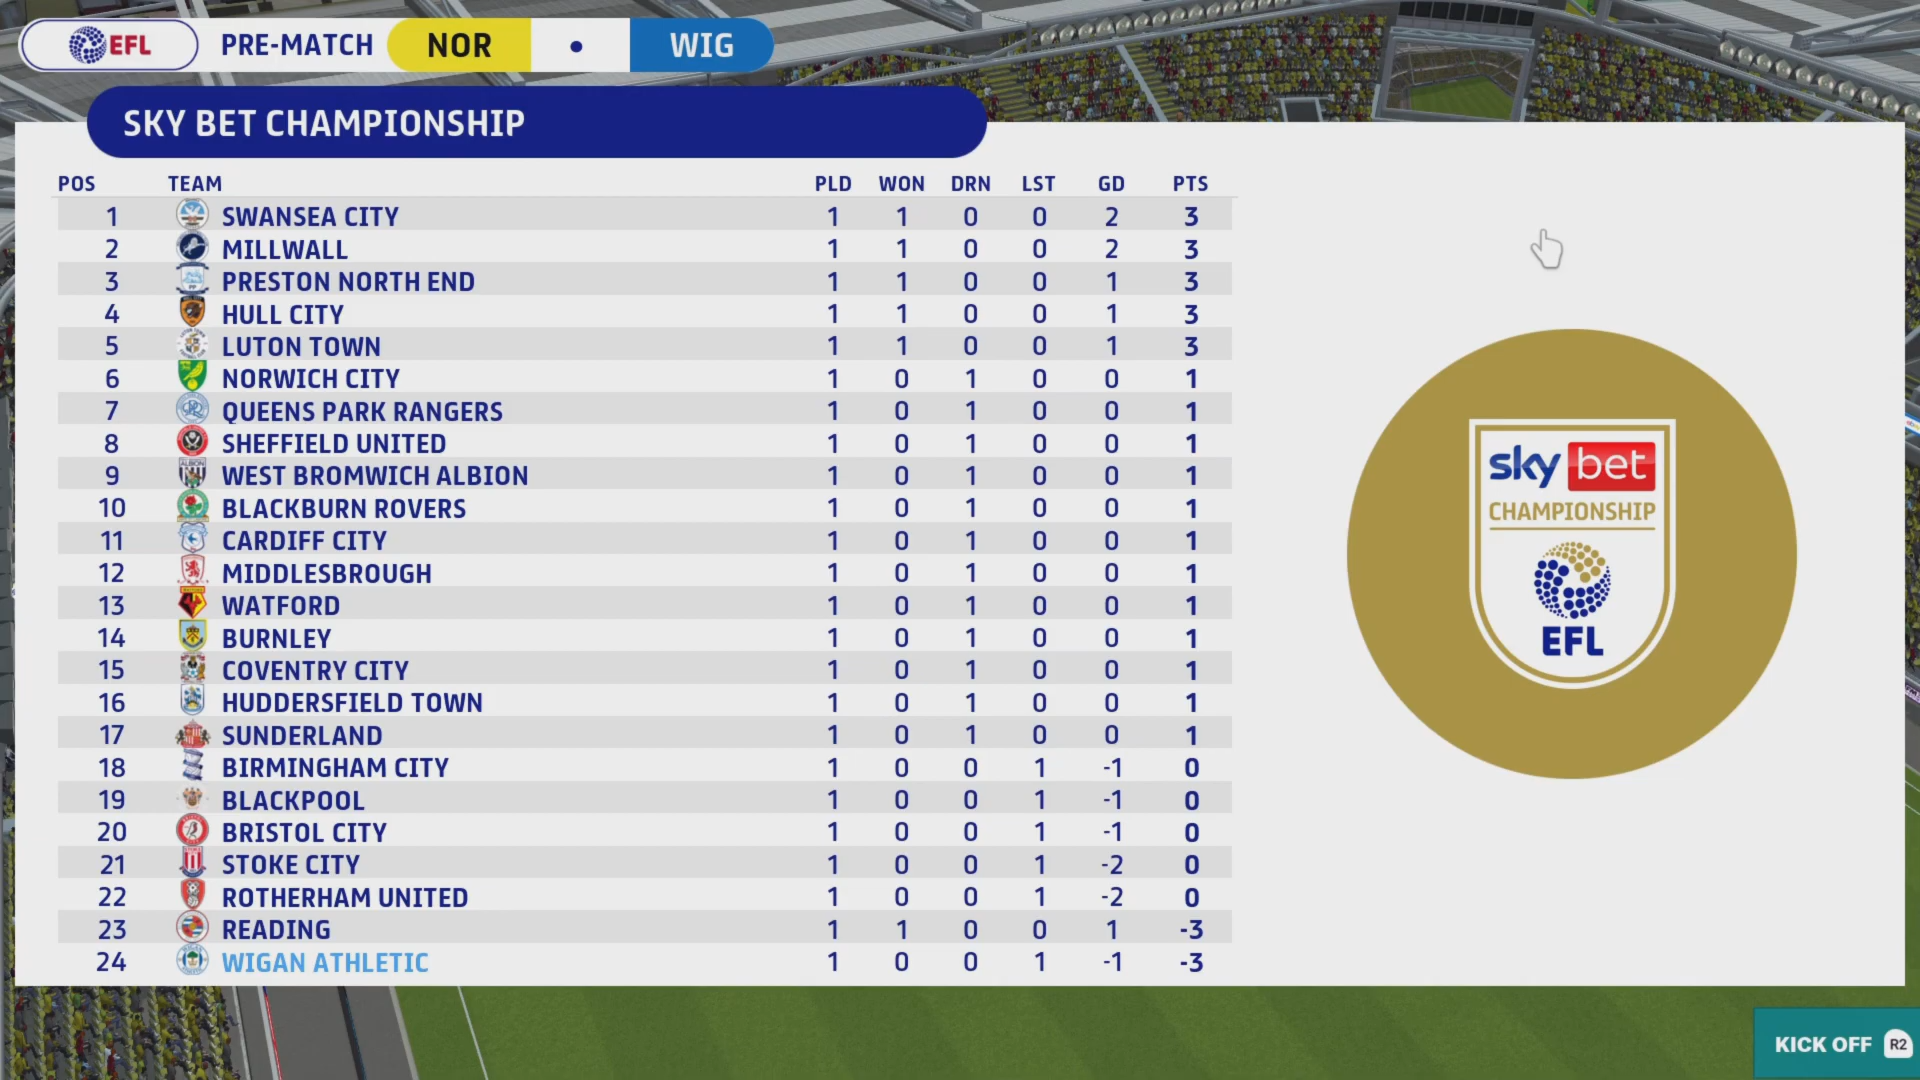 EFL PRE-MATCH NOR • WIG
SKY BET CHAMPIONSHIP
POS TEAM PLD WON DRN LST GD PTS
1 SWANSEA CITY 1 1 0 0 2 3
2 MILLWALL 1 1 0 0 2 3
3 PRESTON NORTH END 1 1 0 0 1 3
4 HULL CITY 1 1 0 0 1 3
5 LUTON TOWN 1 1 0 0 1 3
6 NORWICH CITY 1 0 1 0 0 1
7 QUEENS PARK RANGERS 1 0 1 0 0 1
8 SHEFFIELD UNITED 1 0 1 0 0 1
9 WEST BROMWICH ALBION 1 0 1 0 0 1
10 BLACKBURN ROVERS 1 0 1 0 0 1
11 CARDIFF CITY 1 0 1 0 0 1
12 MIDDLESBROUGH 1 0 1 0 0 1
13 WATFORD 1 0 1 0 0 1
14 BURNLEY 1 0 1 0 0 1
15 COVENTRY CITY 1 0 1 0 0 1
16 HUDDERSFIELD TOWN 1 0 1 0 0 1
17 SUNDERLAND 1 0 1 0 0 1
18 BIRMINGHAM CITY 1 0 0 1 -1 0
19 BLACKPOOL 1 0 0 1 -1 0
20 BRISTOL CITY 1 0 0 1 -1 0
21 STOKE CITY 1 0 0 1 -2 0
22 ROTHERHAM UNITED 1 0 0 1 -2 0
23 READING 1 1 0 0 1 -3
24 WIGAN ATHLETIC 1 0 0 1 -1 -3
sky bet
CHAMPIONSHIP
EFL
KICK OFF R2